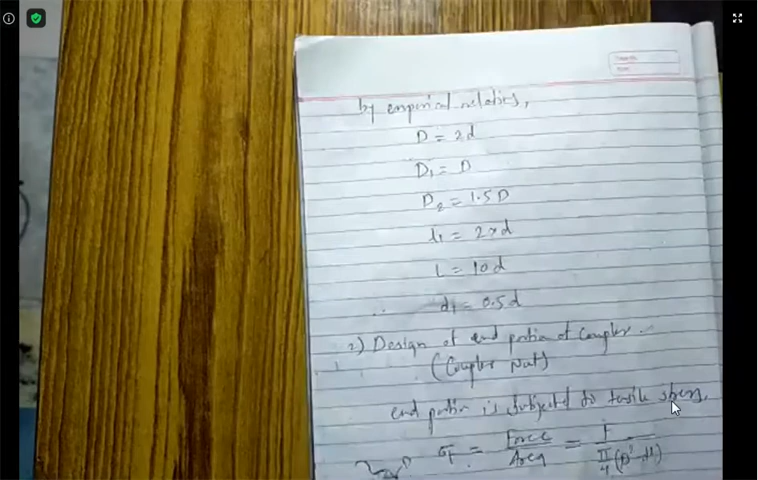 by empirical relations,
D = 2d
D₁ = D
D₂ = 1.5 D
l₁ = 2×d
L = 10 d
d₁ = 0.5 d
2) Design of end portion of Coupler.
(Coupler Nut)
end portion is subjected to tensile stress.
= Force / Area = F / π/4 (D² - d²)